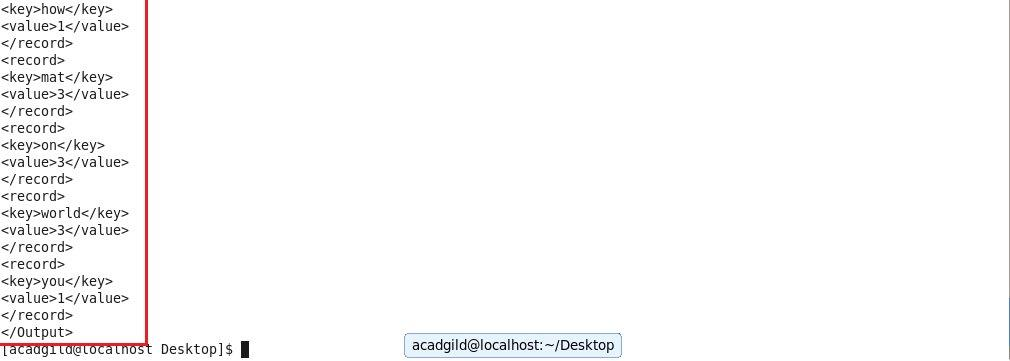 <key>how</key>
<value>1</value>
</record>
<record>
<key>mat</key>
<value>3</value>
</record>
<record>
<key>on</key>
<value>3</value>
</record>
<record>
<key>world</key>
<value>3</value>
</record>
<record>
<key>you</key>
<value>1</value>
</record>
</Output>
[acadgild@localhost Desktop]$
acadgild@localhost:~/Desktop